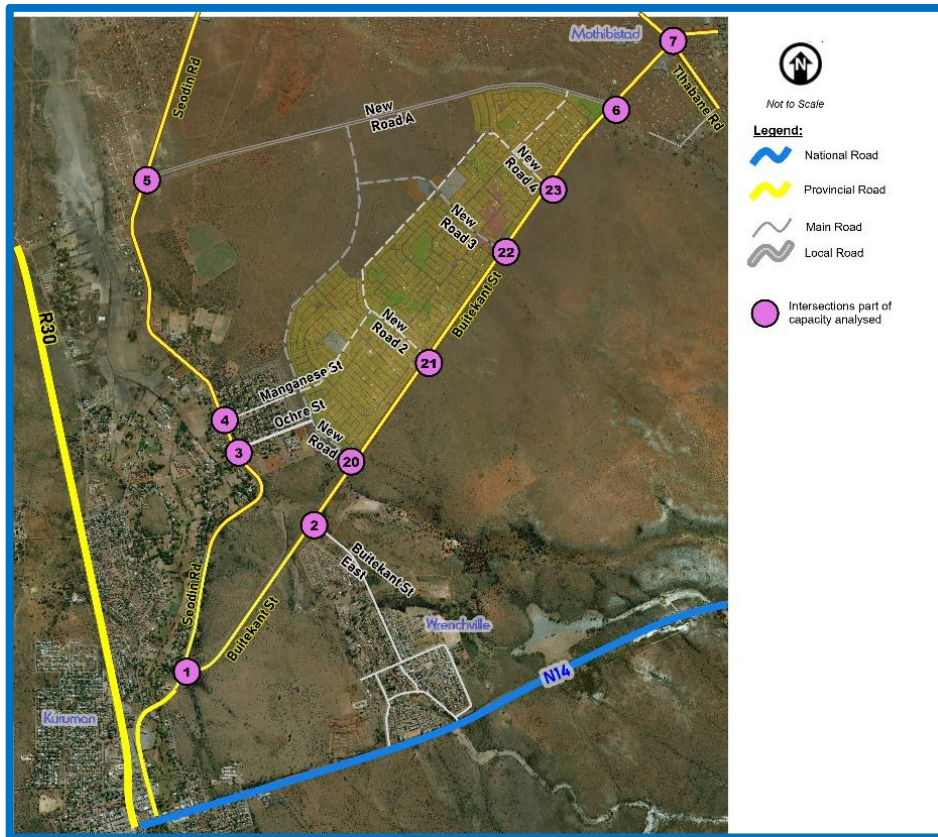 Mothibistad
7
Tlhabane Rd
Seodin Rd
New
Road A
6
5
New
Road 4
23
New
Road 3
22
Buitekant St
R30
New
Road 2
21
Manganese St
4
Ochre St
3
New
Road
20
2
Buitekant St
East
Seodin Rd
Buitekant St
Wrenchville
N14
1
Kuruman
N
Not to Scale
Legend:
National Road
Provincial Road
Main Road
Local Road
Intersections part of
capacity analysed